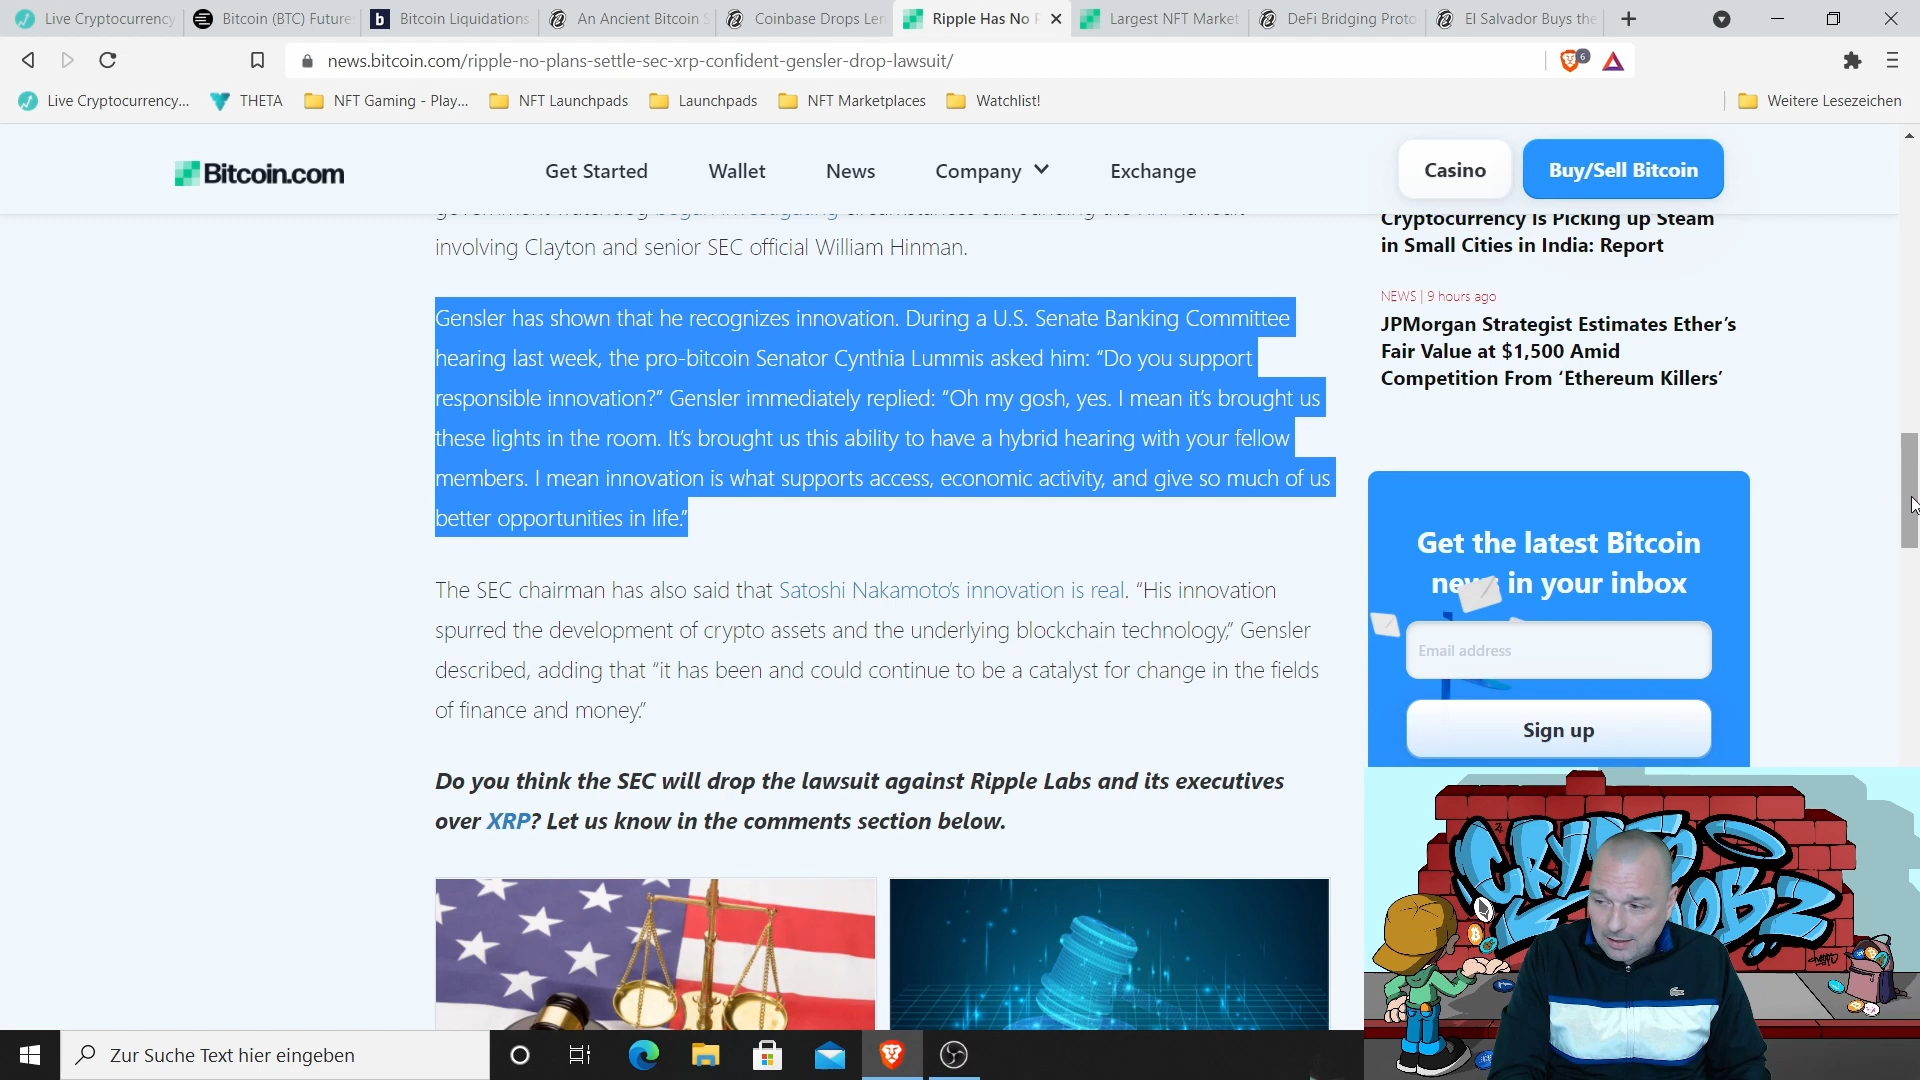 Live Cryptocurrency
Bitcoin (BTC) Future
Bitcoin Liquidations
An Ancient Bitcoin
Coinbase Drops Len
Ripple Has No
Largest NFT Market
DeFi Bridging Proto
El Salvador Buys the
news.bitcoin.com/ripple-no-plans-settle-sec-xrp-confident-gensler-drop-lawsuit/
6
Live Cryptocurrency...
THETA
NFT Gaming - Play...
NFT Launchpads
Launchpads
NFT Marketplaces
Watchlist!
Weitere Lesezeichen
Bitcoin.com
Get Started
Wallet
News
Company
Exchange
Casino
Buy/Sell Bitcoin
involving Clayton and senior SEC official William Hinman.
Gensler has shown that he recognizes innovation. During a U.S. Senate Banking Committee
hearing last week, the pro-bitcoin Senator Cynthia Lummis asked him: “Do you support
responsible innovation?” Gensler immediately replied: “Oh my gosh, yes. I mean it’s brought us
these lights in the room. It’s brought us this ability to have a hybrid hearing with your fellow
members. I mean innovation is what supports access, economic activity, and give so much of us
better opportunities in life.”
The SEC chairman has also said that Satoshi Nakamoto’s innovation is real. “His innovation
spurred the development of crypto assets and the underlying blockchain technology,” Gensler
described, adding that “it has been and could continue to be a catalyst for change in the fields
of finance and money.”
Do you think the SEC will drop the lawsuit against Ripple Labs and its executives
over XRP? Let us know in the comments section below.
Cryptocurrency Is Picking up Steam
in Small Cities in India: Report
NEWS | 9 hours ago
JPMorgan Strategist Estimates Ether’s
Fair Value at $1,500 Amid
Competition From ‘Ethereum Killers’
Get the latest Bitcoin
news in your inbox
Email address
Sign up
Zur Suche Text hier eingeben